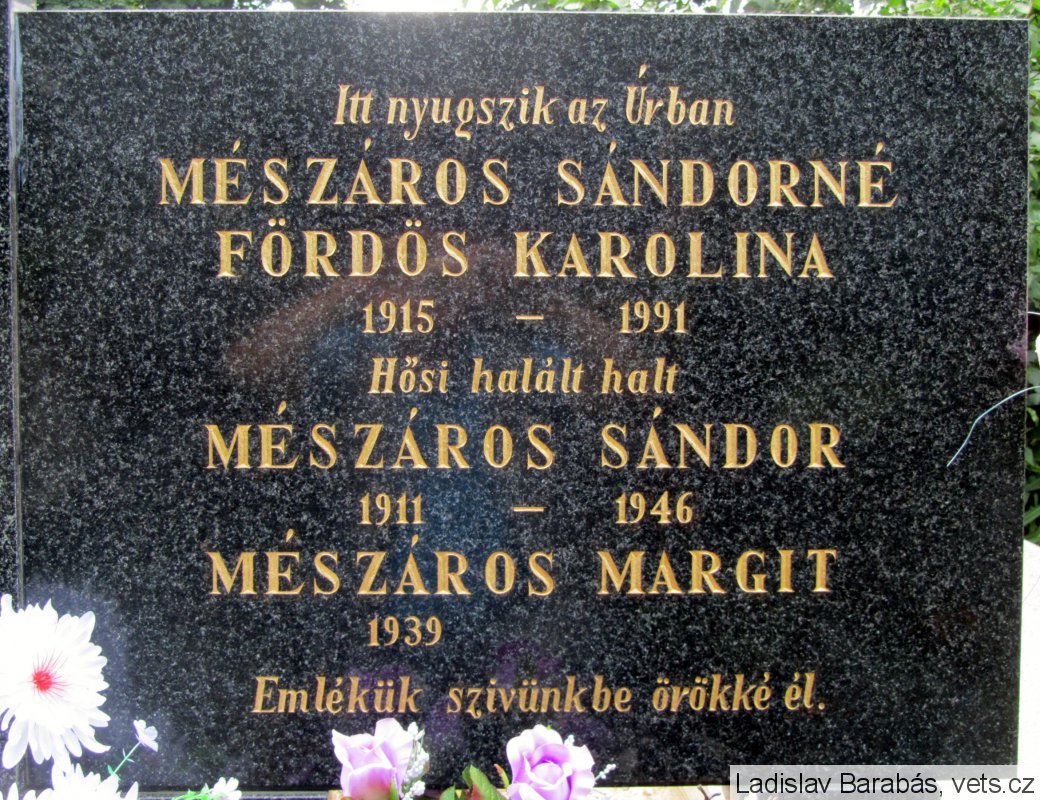 Itt nyugszik az Úrban
MÉSZÁROS SÁNDORNÉ
FÖRDÖS KAROLINA
1915 – 1991
Hősi halált halt
MÉSZÁROS SÁNDOR
1911 – 1946
MÉSZÁROS MARGIT
1939
Emlékük szivünkbe örökké él.
Ladislav Barabás, vets.cz